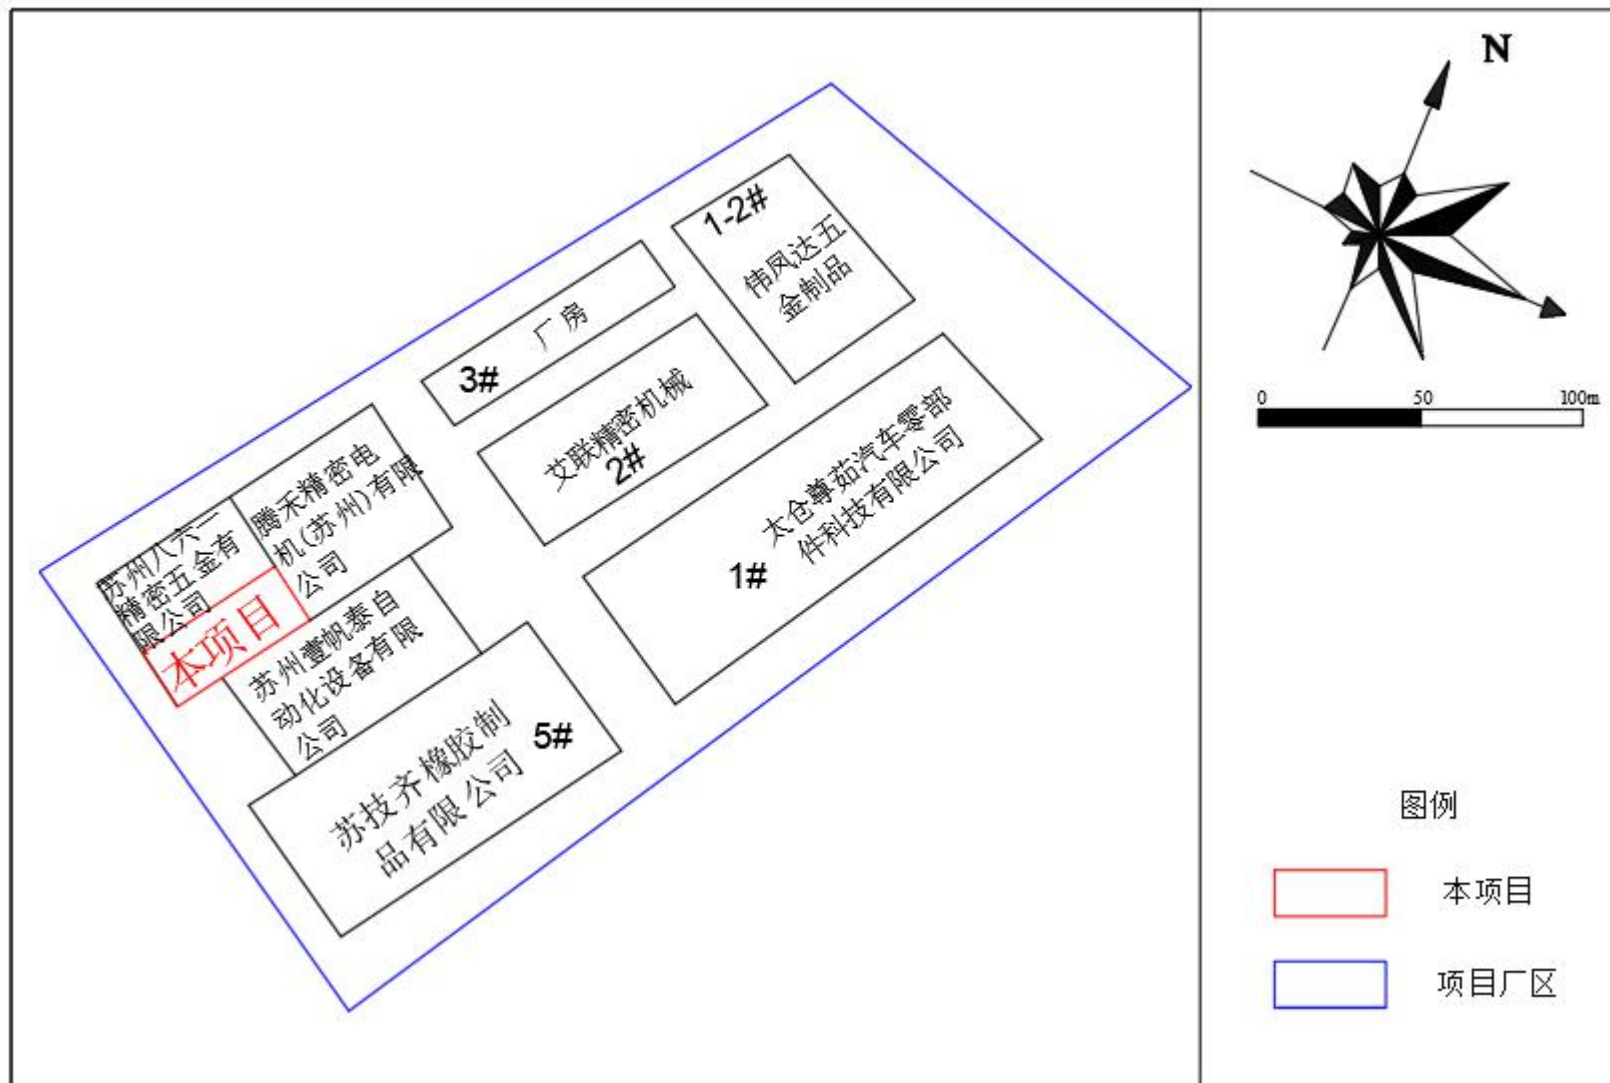 1-2#
伟凤达五
金制品
厂房
3#
艾联精密机械
2#
太仓尊茹汽车零部
件科技有限公司
1#
腾禾精密电
机(苏州)有限
公司
苏州八六一
精密五金有
限公司
本项目
苏州壹帆泰自
动化设备有限
公司
苏技齐橡胶制
品有限公司
5#
N
0 50 100m
图例
本项目
项目厂区